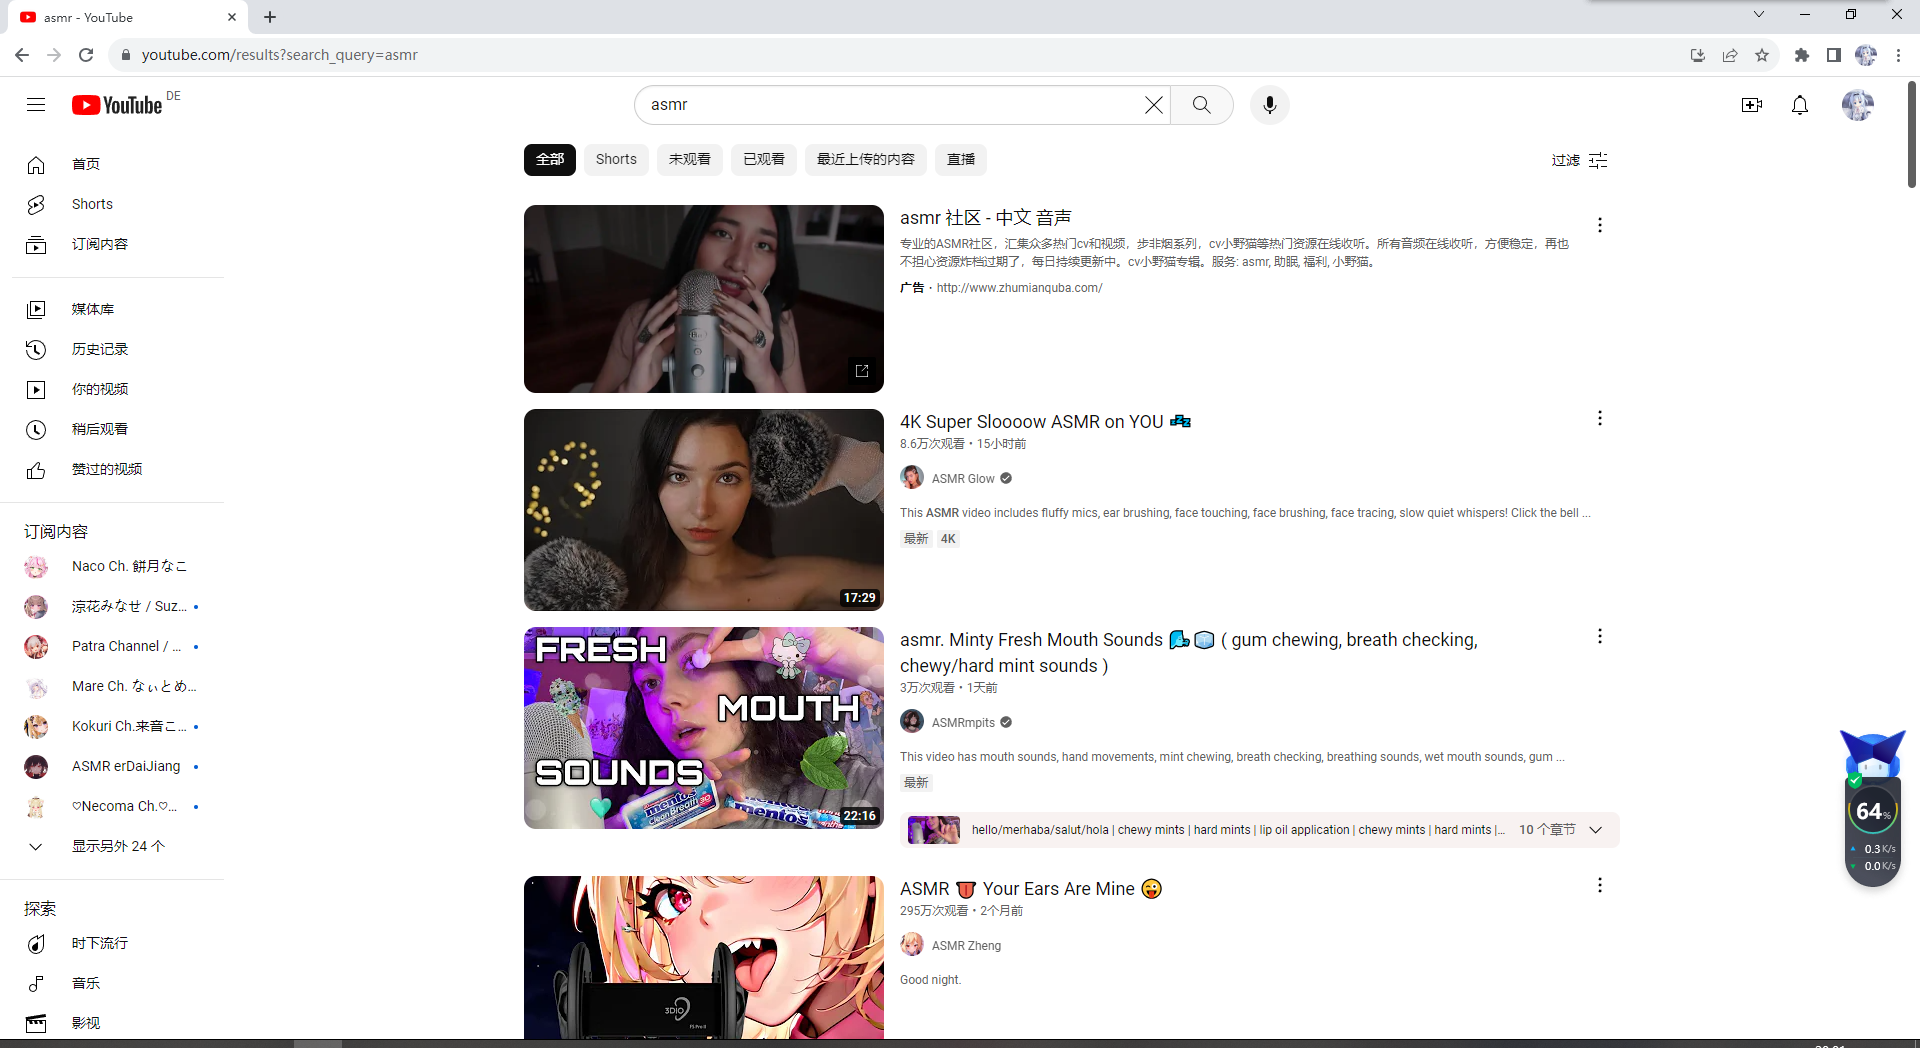 asmr - YouTube
youtube.com/results?search_query=asmr
YouTube DE
asmr
全部
Shorts
未观看
已观看
最近上传的内容
直播
过滤
首页
Shorts
订阅内容
媒体库
历史记录
你的视频
稍后观看
赞过的视频
订阅内容
Naco Ch. 餅月なこ
涼花みなせ / Suz...
Patra Channel / ...
Mare Ch. なぃとめ...
Kokuri Ch.来音こ...
ASMR erDaiJiang
♡Necoma Ch.♡...
显示另外 24 个
探索
时下流行
音乐
影视
asmr 社区 - 中文 音声
专业的ASMR社区，汇集众多热门cv和视频，步非烟系列，cv小野猫等热门资源在线收听。所有音频在线收听，方便稳定，再也
不担心资源炸档过期了，每日持续更新中。cv小野猫专辑。服务: asmr, 助眠, 福利, 小野猫。
广告 · http://www.zhumianquba.com/
17:29
4K Super Sloooow ASMR on YOU 💤
8.6万次观看 • 15小时前
ASMR Glow
This ASMR video includes fluffy mics, ear brushing, face touching, face brushing, face tracing, slow quiet whispers! Click the bell ...
最新 4K
FRESH
MOUTH
SOUNDS
mentos
Clean Breath
mentos
22:16
asmr. Minty Fresh Mouth Sounds 🌬️🧊 ( gum chewing, breath checking,
chewy/hard mint sounds )
3万次观看 • 1天前
ASMRmpits
This video has mouth sounds, hand movements, mint chewing, breath checking, breathing sounds, wet mouth sounds, gum ...
最新
hello/merhaba/salut/hola | chewy mints | hard mints | lip oil application | chewy mints | hard mints |...
10 个章节
3DIO
FS Pro II
ASMR 👅 Your Ears Are Mine 😜
295万次观看 • 2个月前
ASMR Zheng
Good night.
64%
0.3K/s
0.0K/s